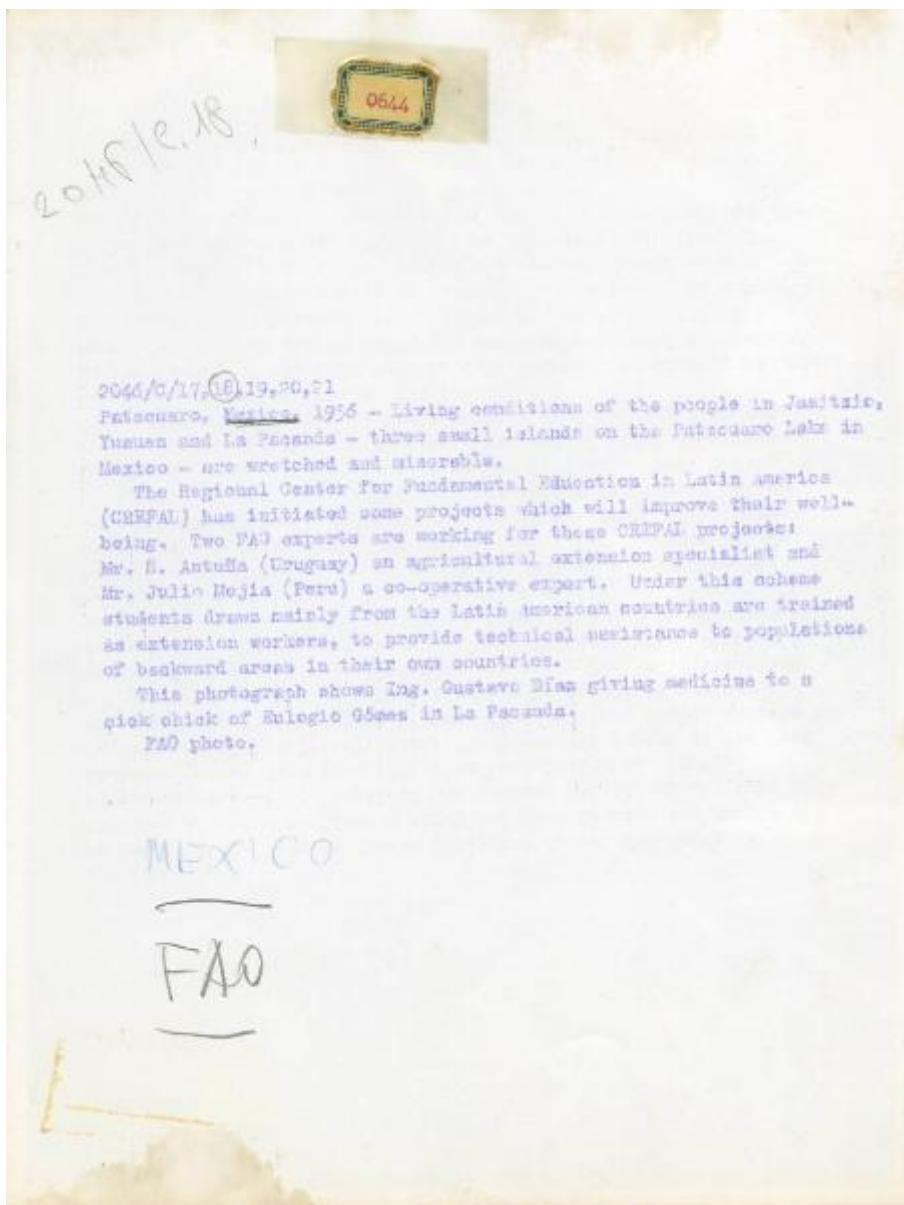 0644
2046/C.18.
2046/C/17,18,19,20,21
Patzcuaro, Mexico, 1956 - Living conditions of the people in Janitzio,
Yunuen and La Pacanda - three small islands on the Patzcuaro Lake in
Mexico - are wretched and miserable.
The Regional Center for Fundamental Education in Latin America
(CREFAL) has initiated some projects which will improve their well-
being. Two FAO experts are working for these CREFAL projects:
Mr. Antuña (Uruguay) an agricultural extension specialist and
Mr. Julio Mejia (Peru) a co-operative expert. Under this scheme
students drawn mainly from the Latin American countries are trained
as extension workers, to provide technical assistance to populations
of backward areas in their own countries.
This photograph shows Ing. Gustavo Díaz giving medicine to a
sick chick of Eulogio Gómes in La Pacanda.
FAO photo.
MEXICO
FAO